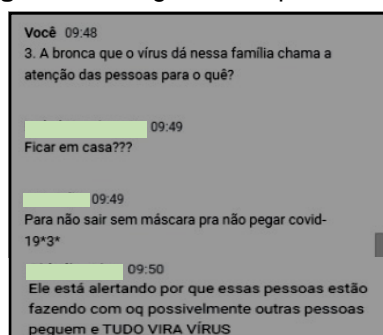 Você 09:48
3. A bronca que o vírus dá nessa família chama a
atenção das pessoas para o quê?
09:49
Ficar em casa???
09:49
Para não sair sem máscara pra não pegar covid-
19*3*
09:50
Ele está alertando por que essas pessoas estão
fazendo com oq possivelmente outras pessoas
peguem e TUDO VIRA VÍRUS